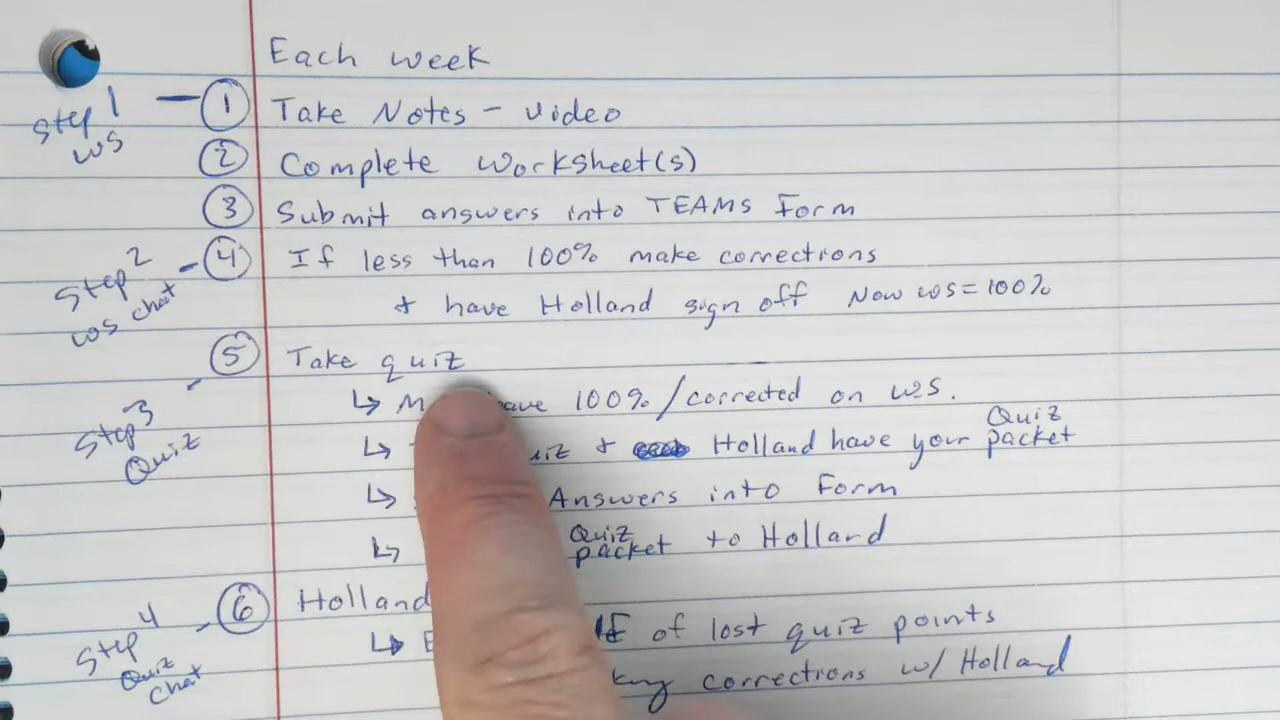 Each week
Step 1 WS — ① Take Notes - video
② Complete worksheet(s)
③ Submit answers into TEAMS Form
Step 2 WS chat - ④ If less than 100% make corrections
+ have Holland sign off Now WS = 100%
Step 3 Quiz - ⑤ Take quiz
↳ have 100% / corrected on WS.
↳ + Holland have your Quiz packet
↳ Answers into Form
↳ Quiz packet to Holland
Step 4 Quiz chat - ⑥ Holland
↳ of lost quiz points
corrections w/ Holland